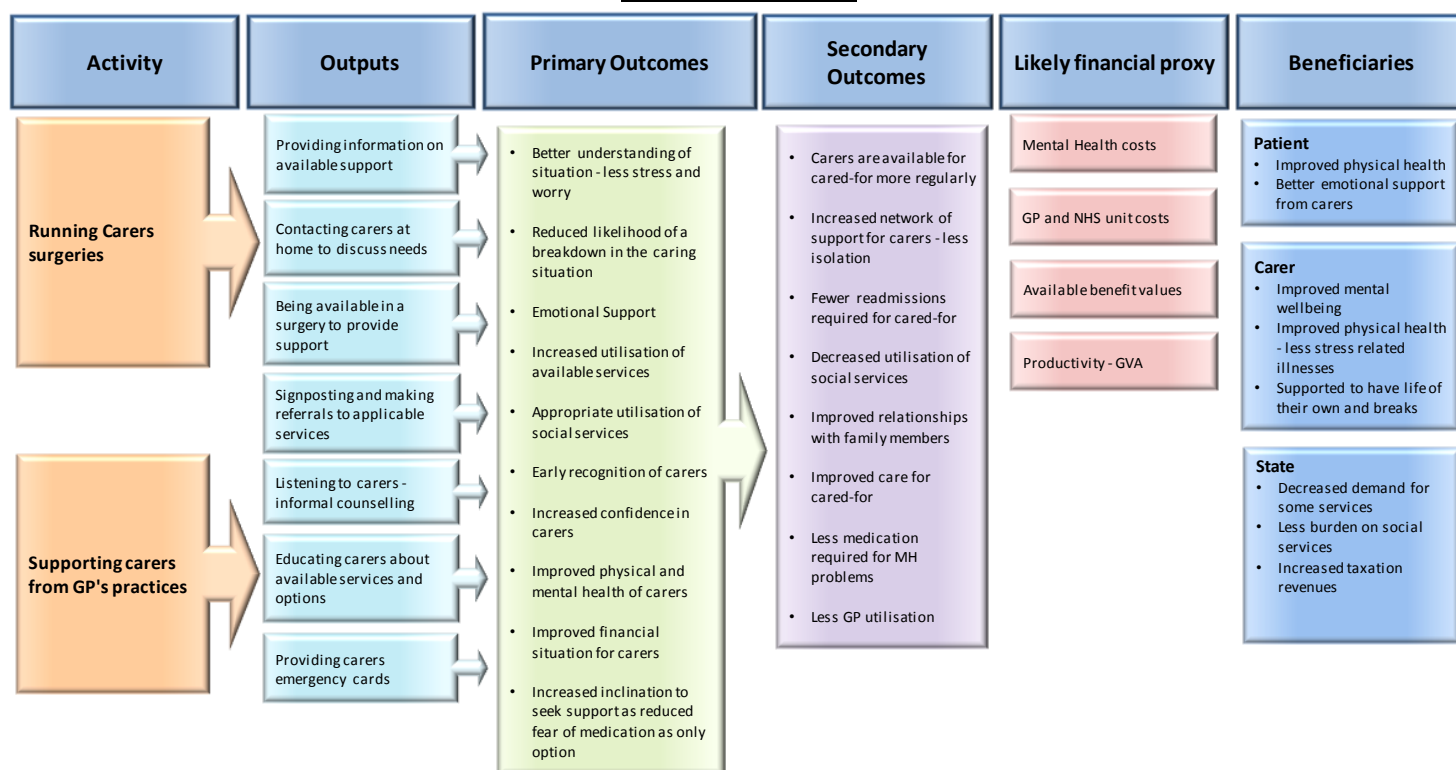 Activity
Outputs
Primary Outcomes
Secondary
Outcomes
Likely financial proxy
Beneficiaries
Running Carers
surgeries
Supporting carers
from GP's practices
Providing information on
available support
Contacting carers at
home to discuss needs
Being available in a
surgery to provide
support
Signposting and making
referrals to applicable
services
Listening to carers -
informal counselling
Educating carers about
available services and
options
Providing carers
emergency cards
• Better understanding of
situation - less stress and
worry
• Reduced likelihood of a
breakdown in the caring
situation
• Emotional Support
• Increased utilisation of
available services
• Appropriate utilisation of
social services
• Early recognition of carers
• Increased confidence in
carers
• Improved physical and
mental health of carers
• Improved financial
situation for carers
• Increased inclination to
seek support as reduced
fear of medication as only
option
• Carers are available for
cared-for more regularly
• Increased network of
support for carers - less
isolation
• Fewer readmissions
required for cared-for
• Decreased utilisation of
social services
• Improved relationships
with family members
• Improved care for
cared-for
• Less medication
required for MH
problems
• Less GP utilisation
Mental Health costs
GP and NHS unit costs
Available benefit values
Productivity - GVA
Patient
• Improved physical health
• Better emotional support
from carers
Carer
• Improved mental
wellbeing
• Improved physical health
- less stress related
illnesses
• Supported to have life of
their own and breaks
State
• Decreased demand for
some services
• Less burden on social
services
• Increased taxation
revenues